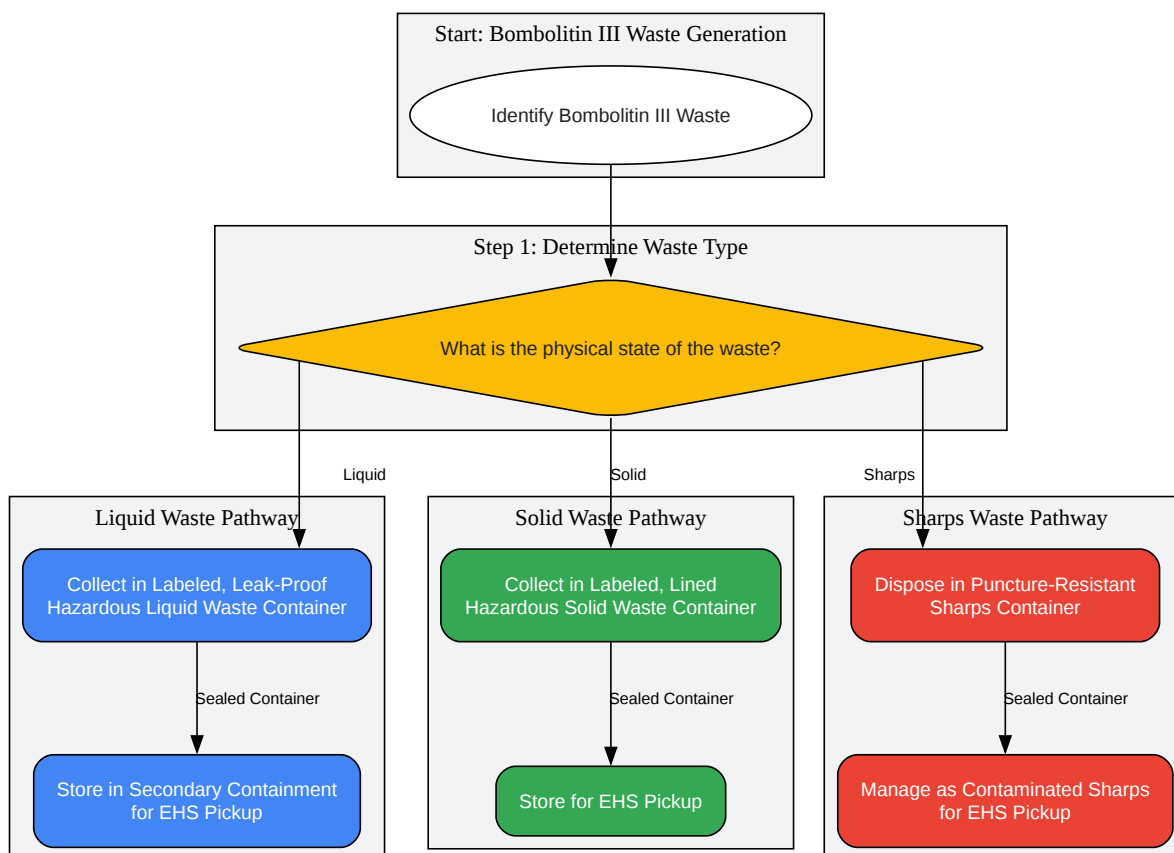 Start: Bombolitin III Waste Generation
Identify Bombolitin III Waste
Step 1: Determine Waste Type
What is the physical state of the waste?
Liquid
Solid
Sharps
Liquid Waste Pathway
Collect in Labeled, Leak-Proof
Hazardous Liquid Waste Container
Sealed Container
Store in Secondary Containment
for EHS Pickup
Solid Waste Pathway
Collect in Labeled, Lined
Hazardous Solid Waste Container
Sealed Container
Store for EHS Pickup
Sharps Waste Pathway
Dispose in Puncture-Resistant
Sharps Container
Sealed Container
Manage as Contaminated Sharps
for EHS Pickup